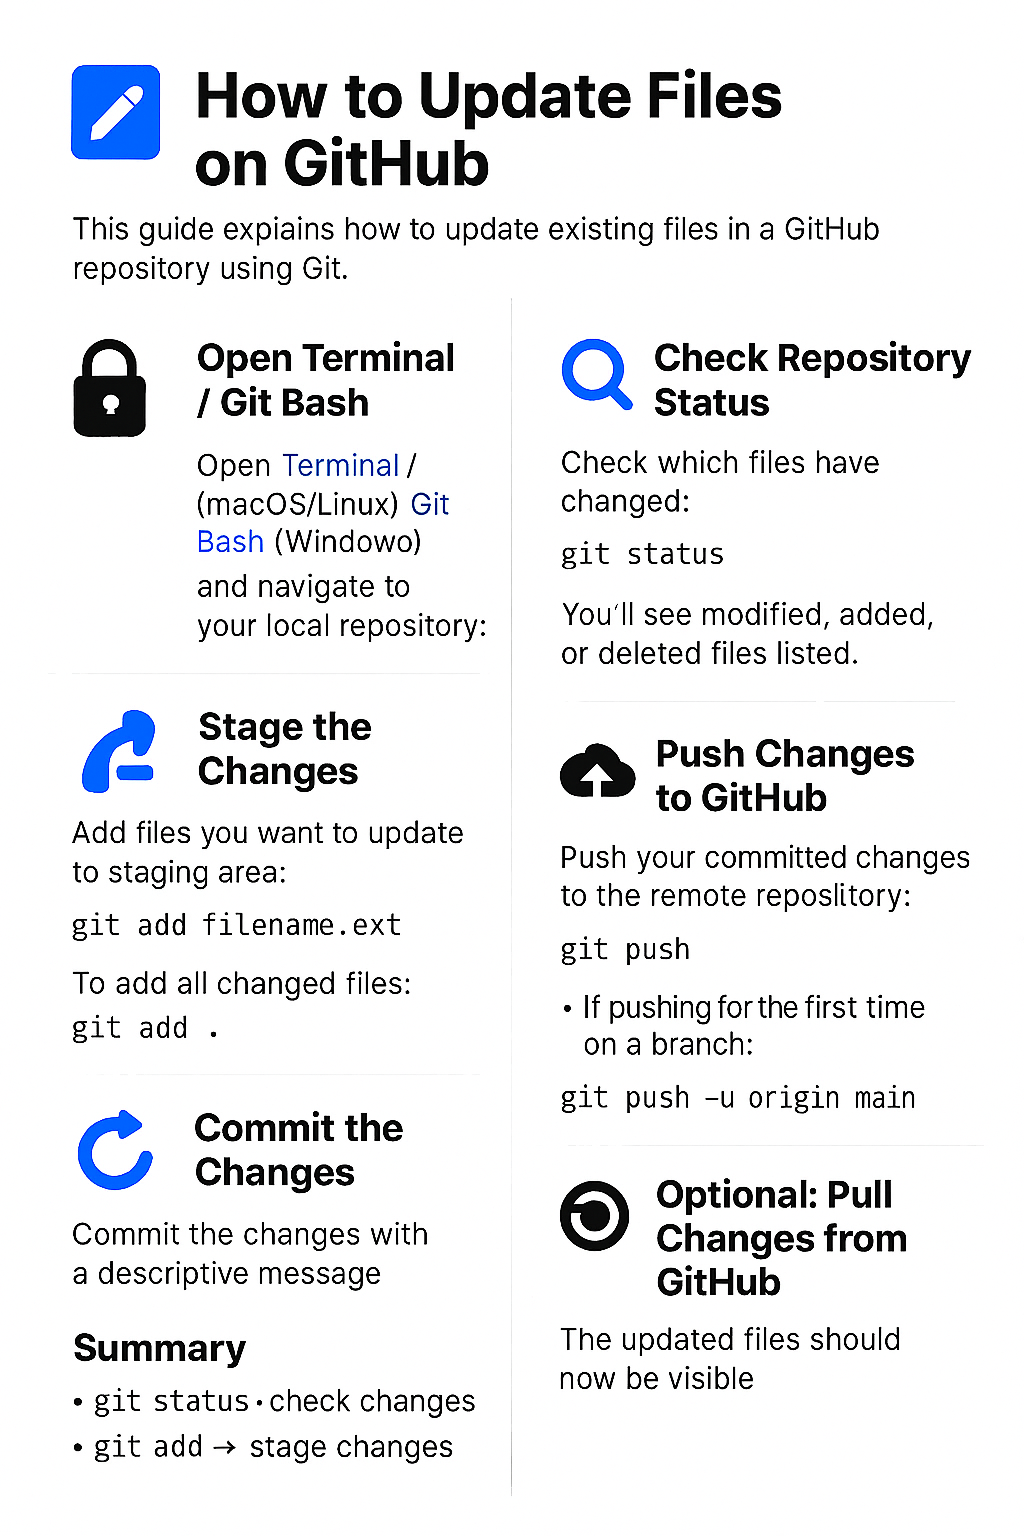 How to Update Files
on GitHub
This guide expiains how to update existing files in a GitHub
repository using Git.
Open Terminal
/ Git Bash
Open Terminal /
(macOS/Linux) Git
Bash (Windowo)
and navigate to
your local repository:
Stage the
Changes
Add files you want to update
to staging area:
git add filename.ext
To add all changed files:
git add .
Commit the
Changes
Commit the changes with
a descriptive message
Summary
• git status · check changes
• git add → stage changes
Check Repository
Status
Check which files have
changed:
git status
You'll see modified, added,
or deleted files listed.
Push Changes
to GitHub
Push your committed changes
to the remote reposlitory:
git push
• If pushing for the first time
on a branch:
git push –u origin main
Optional: Pull
Changes from
GitHub
The updated files should
now be visible